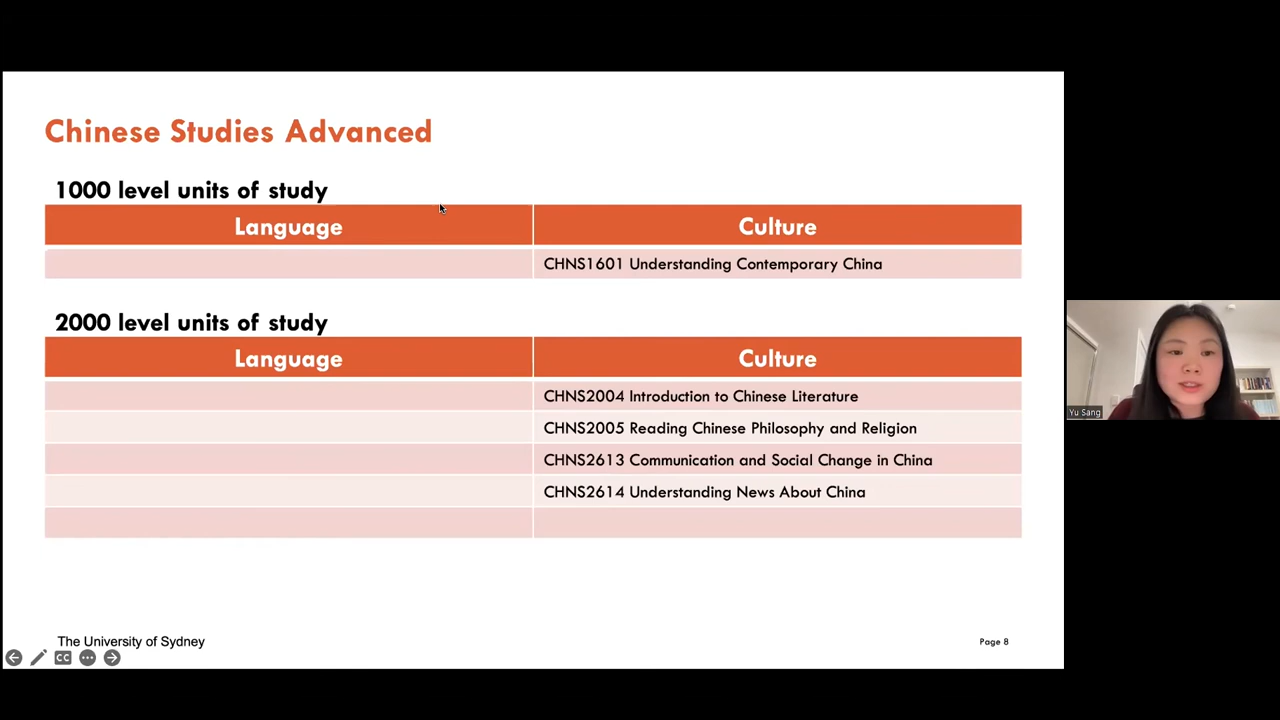 Chinese Studies Advanced
1000 level units of study
Language Culture
CHNS1601 Understanding Contemporary China
2000 level units of study
Language Culture
CHNS2004 Introduction to Chinese Literature
CHNS2005 Reading Chinese Philosophy and Religion
CHNS2613 Communication and Social Change in China
CHNS2614 Understanding News About China
Yu Sang
The University of Sydney
Page 8
CC